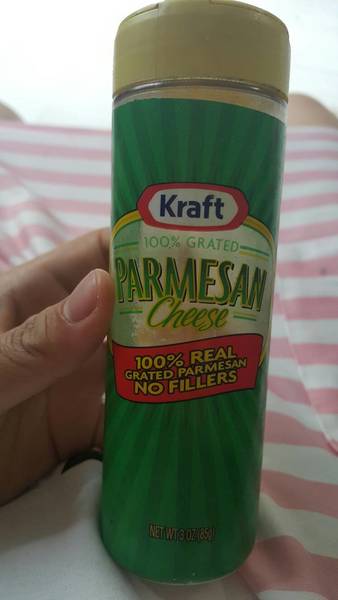 Kraft
100% GRATED
PARMESAN
Cheese
100% REAL
GRATED PARMESAN
NO FILLERS
NET WT 3 OZ (85g)